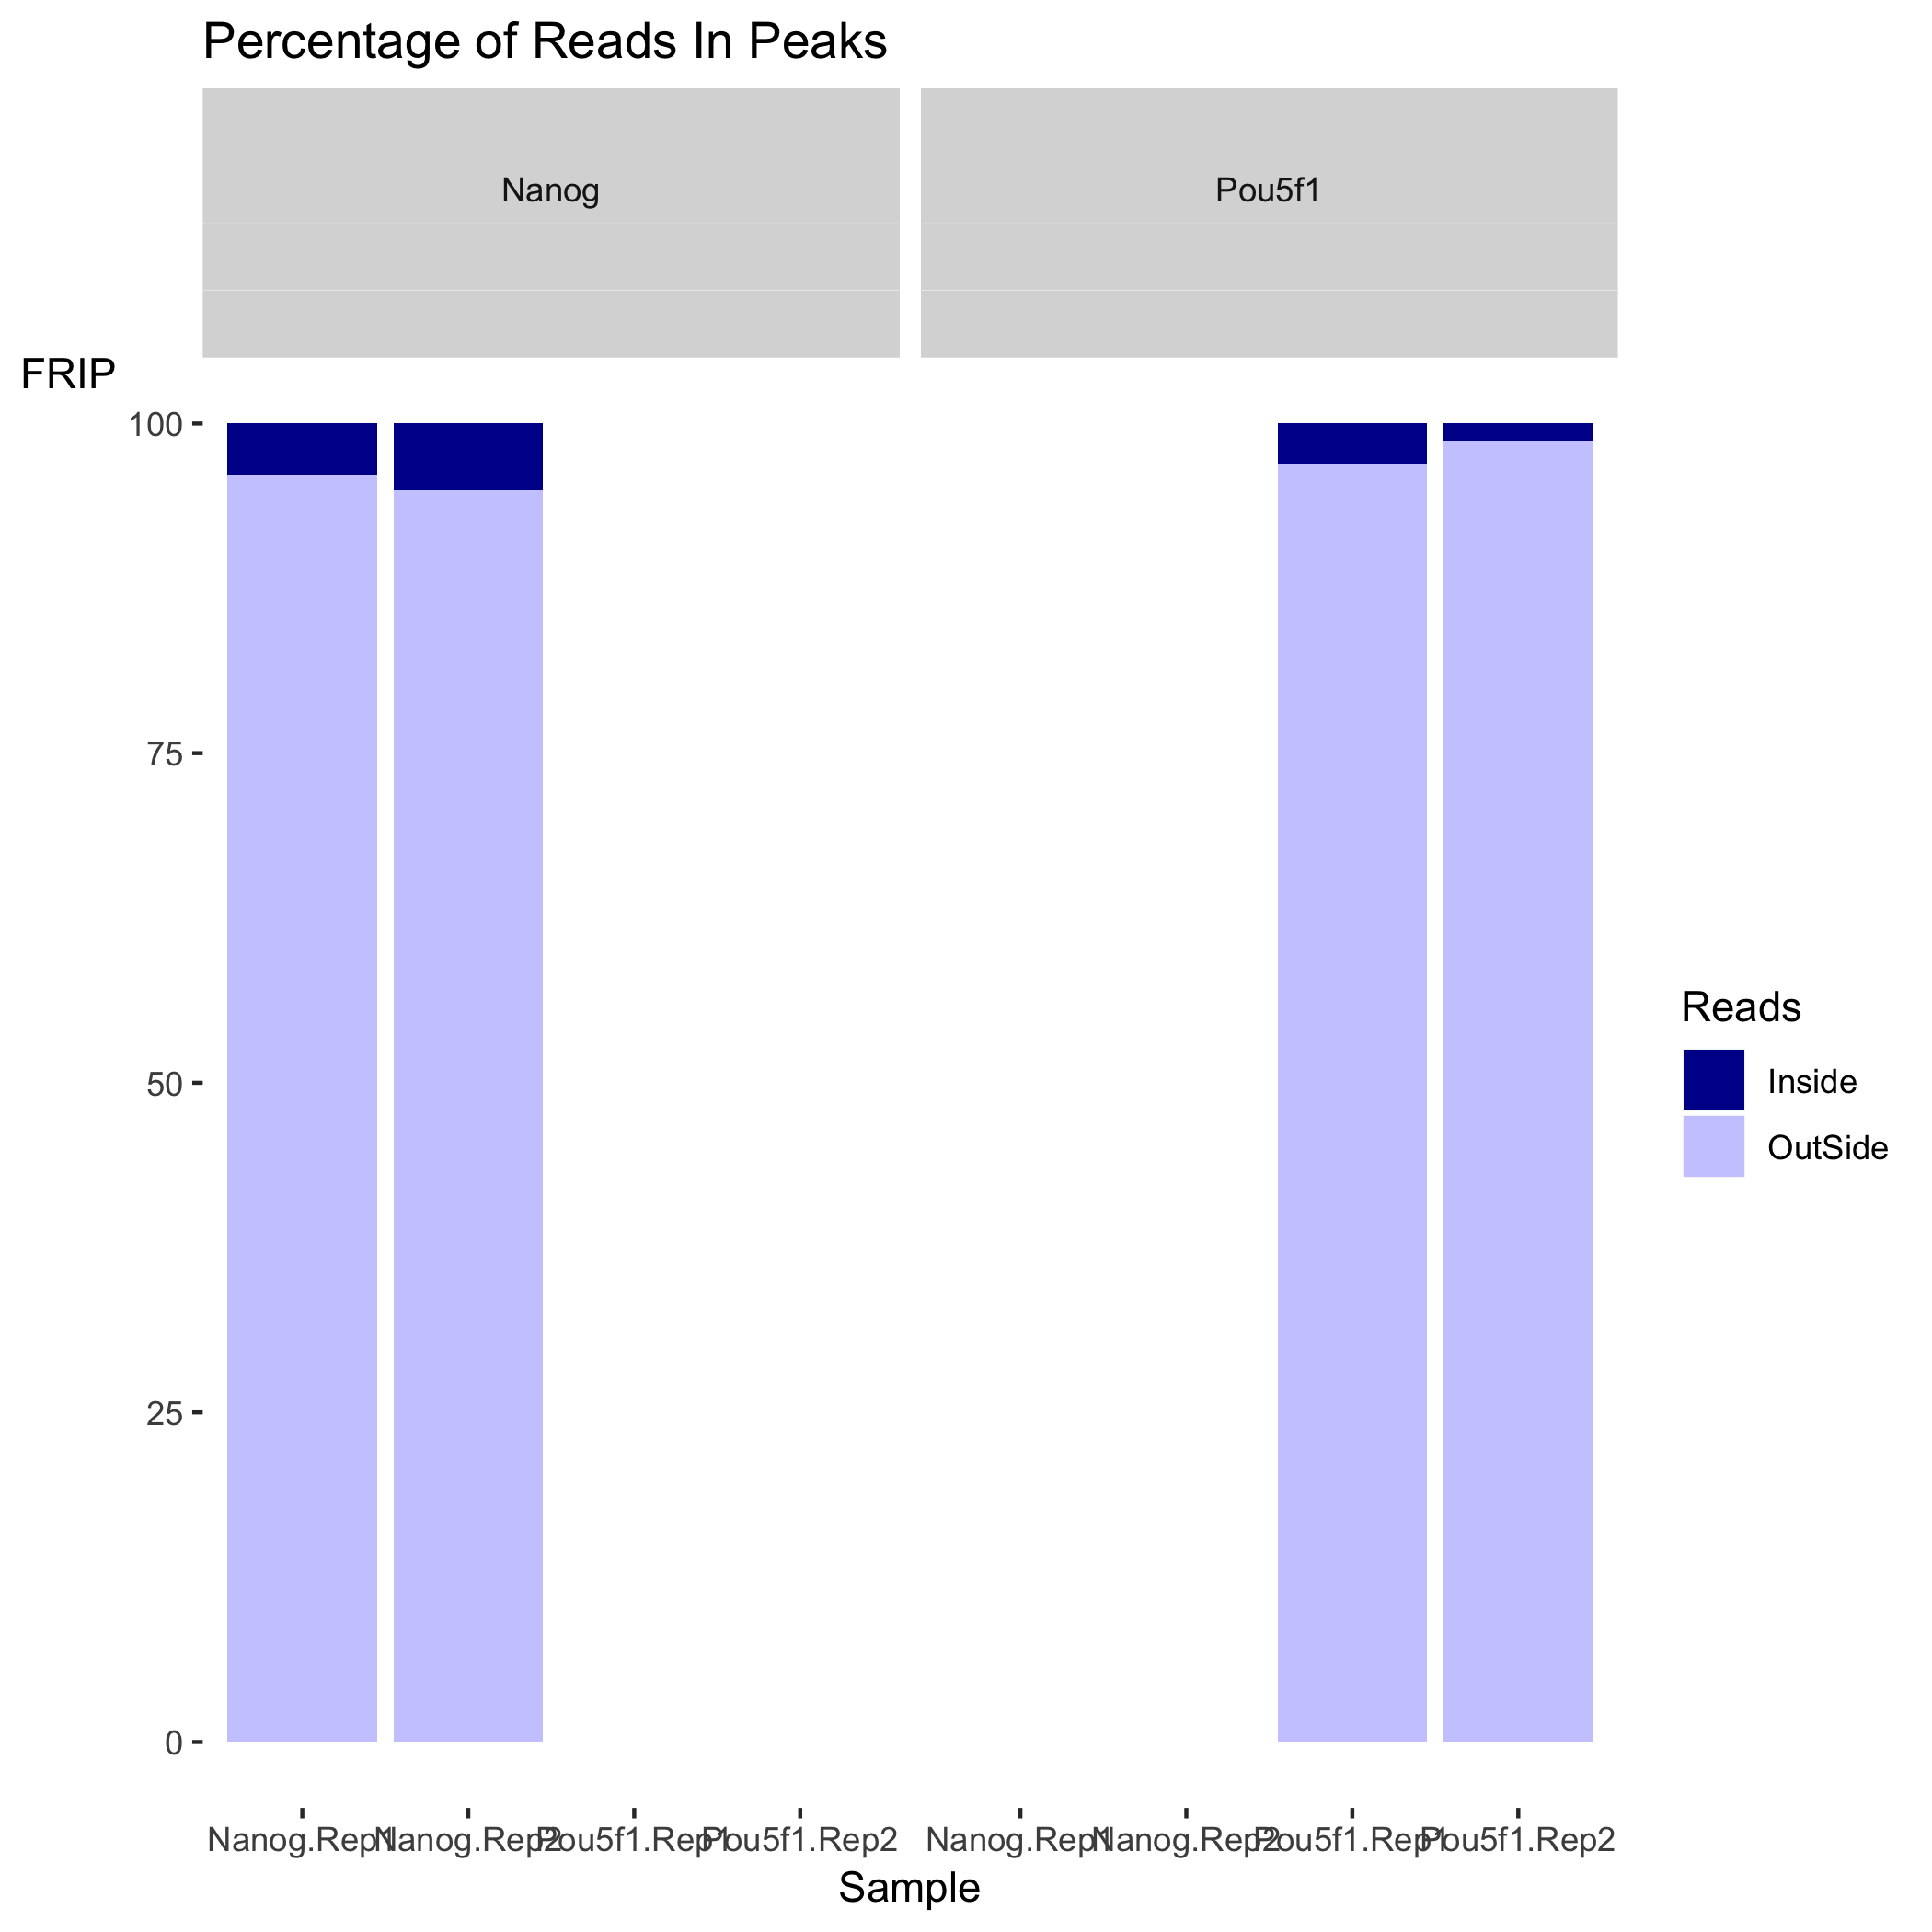 Percentage of Reads In Peaks
Nanog Pou5f1
FRIP
100
75
50
25
0
Nanog.Rep1 Nanog.Rep2 Pou5f1.Rep1 Pou5f1.Rep2 Nanog.Rep1 Nanog.Rep2 Pou5f1.Rep1 Pou5f1.Rep2
Sample
Reads
Inside
OutSide